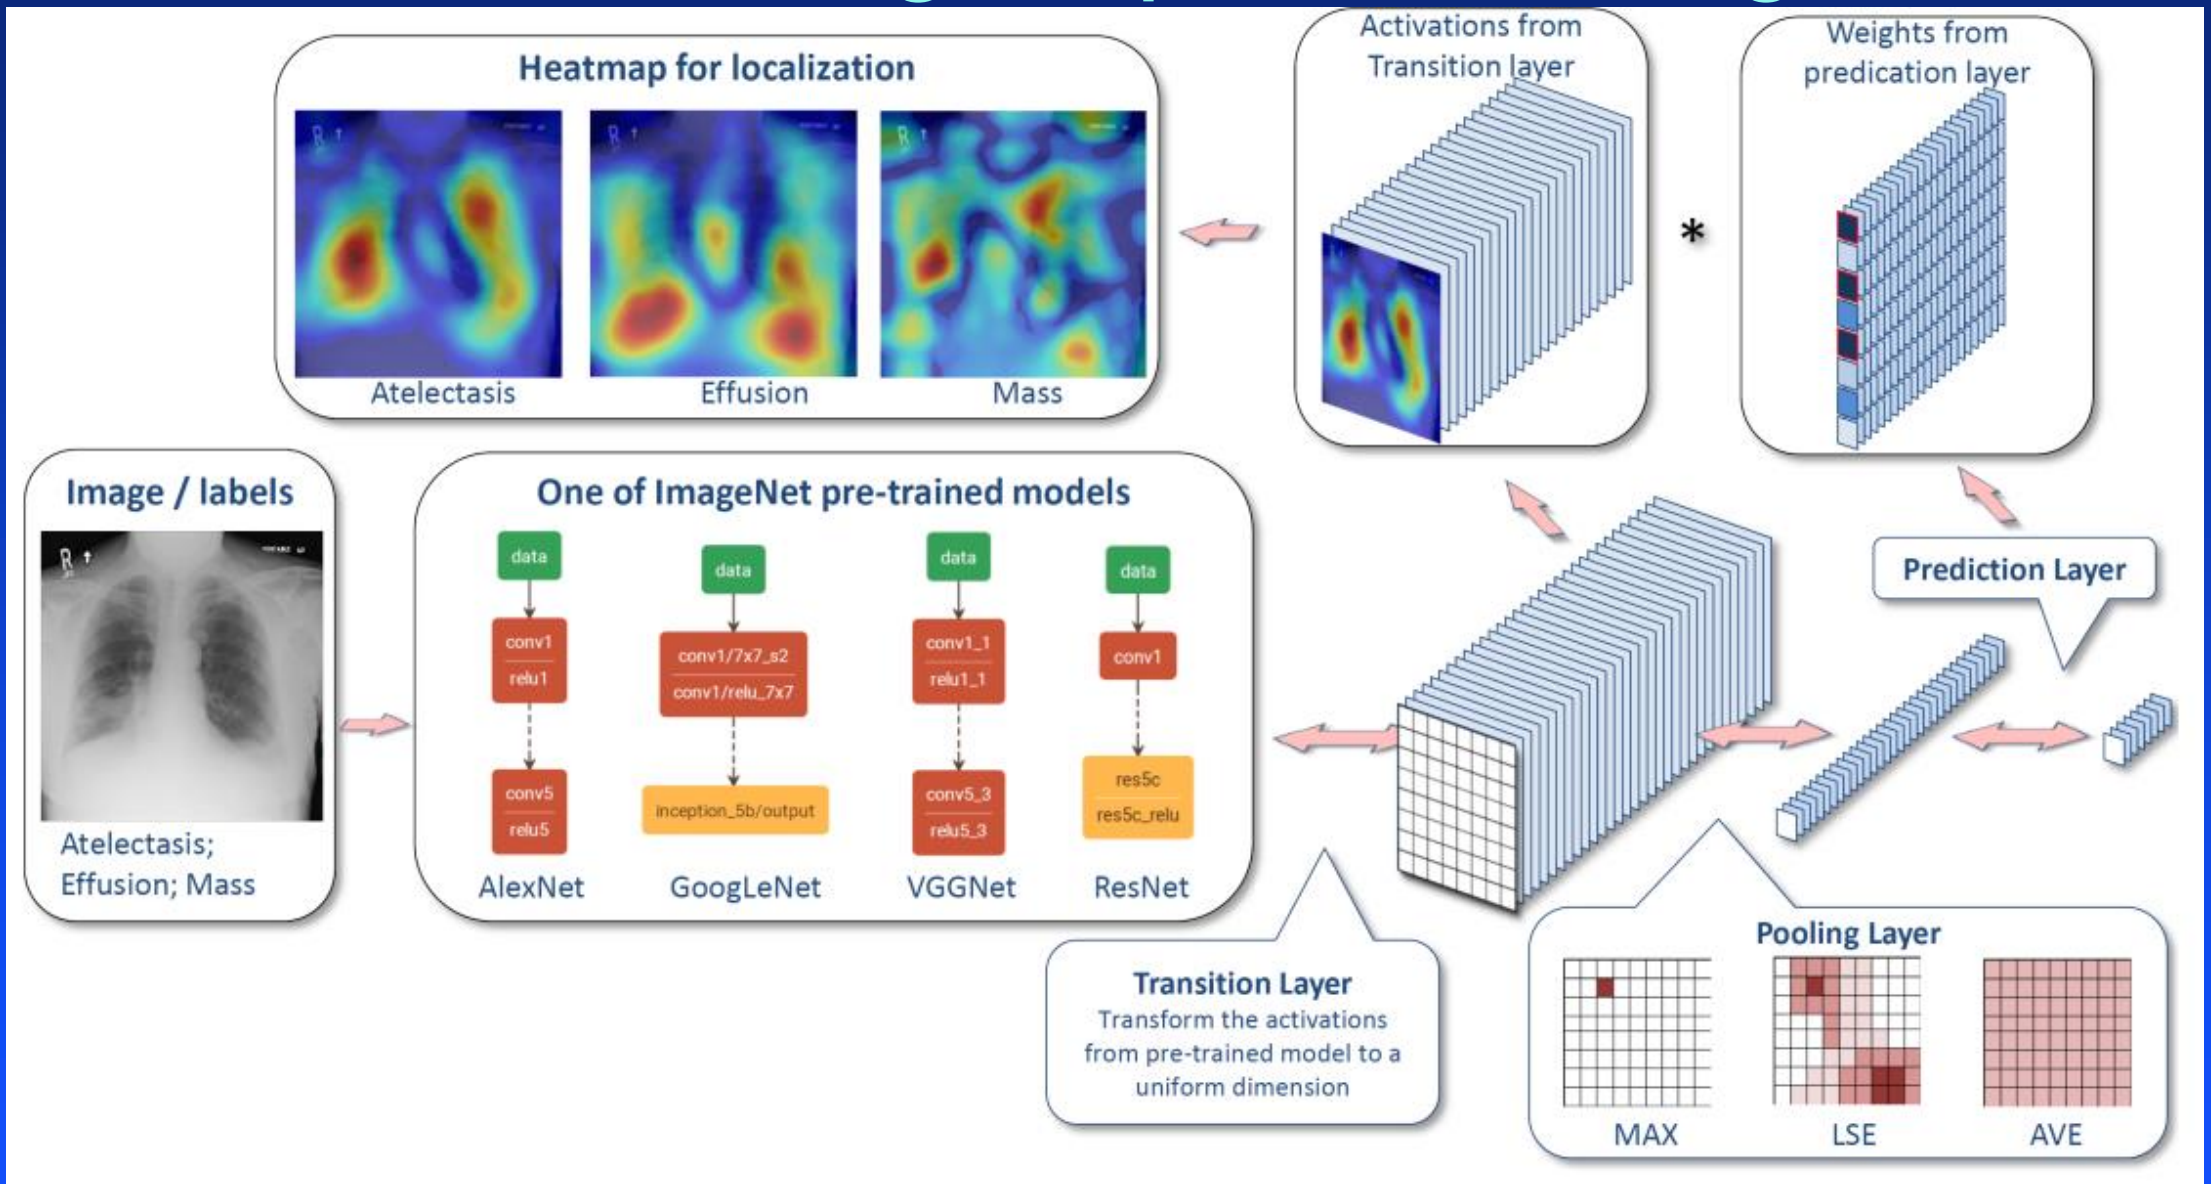 Heatmap for localization
Atelectasis
Effusion
Mass
Activations from
Transition layer
*
Weights from
predication layer
Image / labels
R
Atelectasis;
Effusion; Mass
One of ImageNet pre-trained models
data
conv1
relu1
conv5
relu5
AlexNet
data
conv1/7x7_s2
conv1/relu_7x7
inception_5b/output
GoogLeNet
data
conv1_1
relu1_1
conv5_3
relu5_3
VGGNet
data
conv1
res5c
res5c_relu
ResNet
Prediction Layer
Transition Layer
Transform the activations
from pre-trained model to a
uniform dimension
Pooling Layer
MAX
LSE
AVE